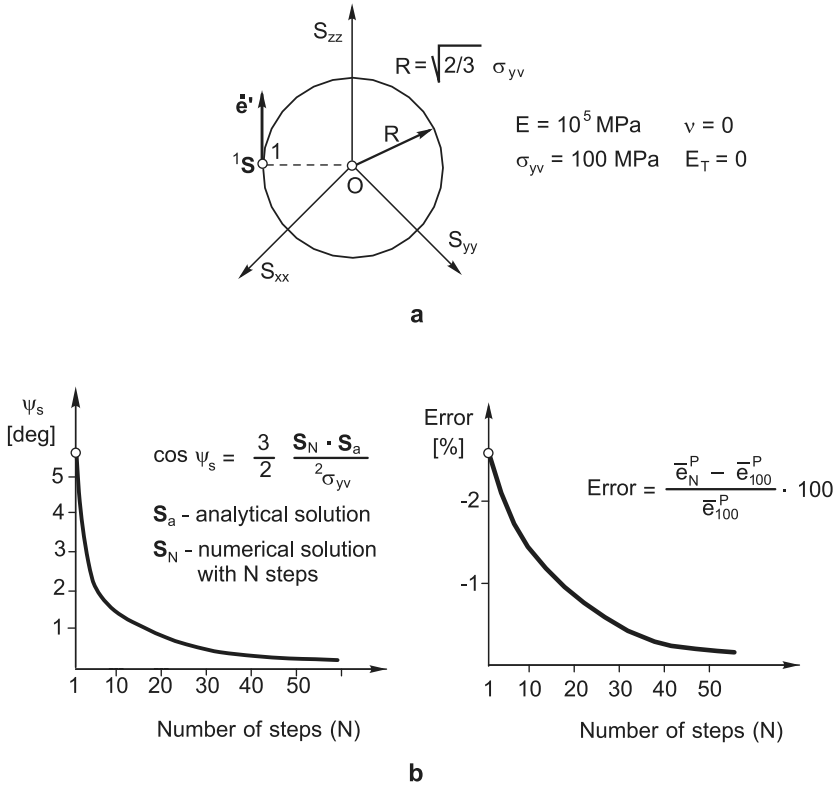 S_zz
R = √2/3 σ_yv
ė'
R
E = 10^5 MPa ν = 0
^1S 1
σ_yv = 100 MPa E_T = 0
O
S_yy
S_xx
a
ψ_s
[deg]
cos ψ_s = 3/2 S_N · S_a / ^2σ_yv
S_a - analytical solution
S_N - numerical solution
with N steps
5
4
3
2
1
1 10 20 30 40 50
Number of steps (N)
Error
[%]
Error = (ē_N^P – ē_100^P) / ē_100^P · 100
-2
-1
1 10 20 30 40 50
Number of steps (N)
b